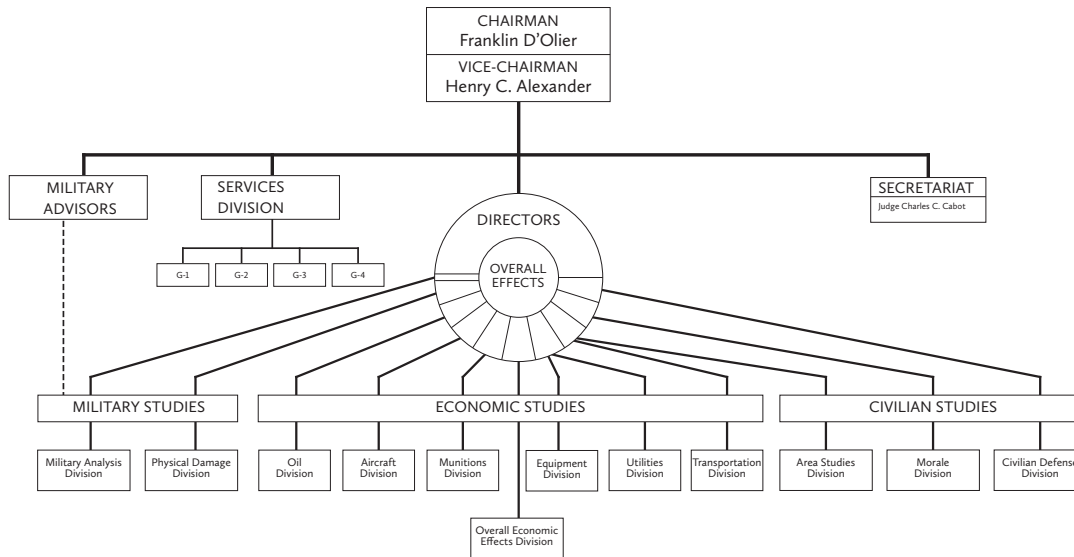 CHAIRMAN
Franklin D’Olier
VICE-CHAIRMAN
Henry C. Alexander
MILITARY
ADVISORS
SERVICES
DIVISION
SECRETARIAT
Judge Charles C. Cabot
DIRECTORS
G-1
G-2
G-3
G-4
OVERALL
EFFECTS
MILITARY STUDIES
ECONOMIC STUDIES
CIVILIAN STUDIES
Military Analysis
Division
Physical Damage
Division
Oil
Division
Aircraft
Division
Munitions
Division
Equipment
Division
Utilities
Division
Transportation
Division
Area Studies
Division
Morale
Division
Civilian Defense
Division
Overall Economic
Effects Division